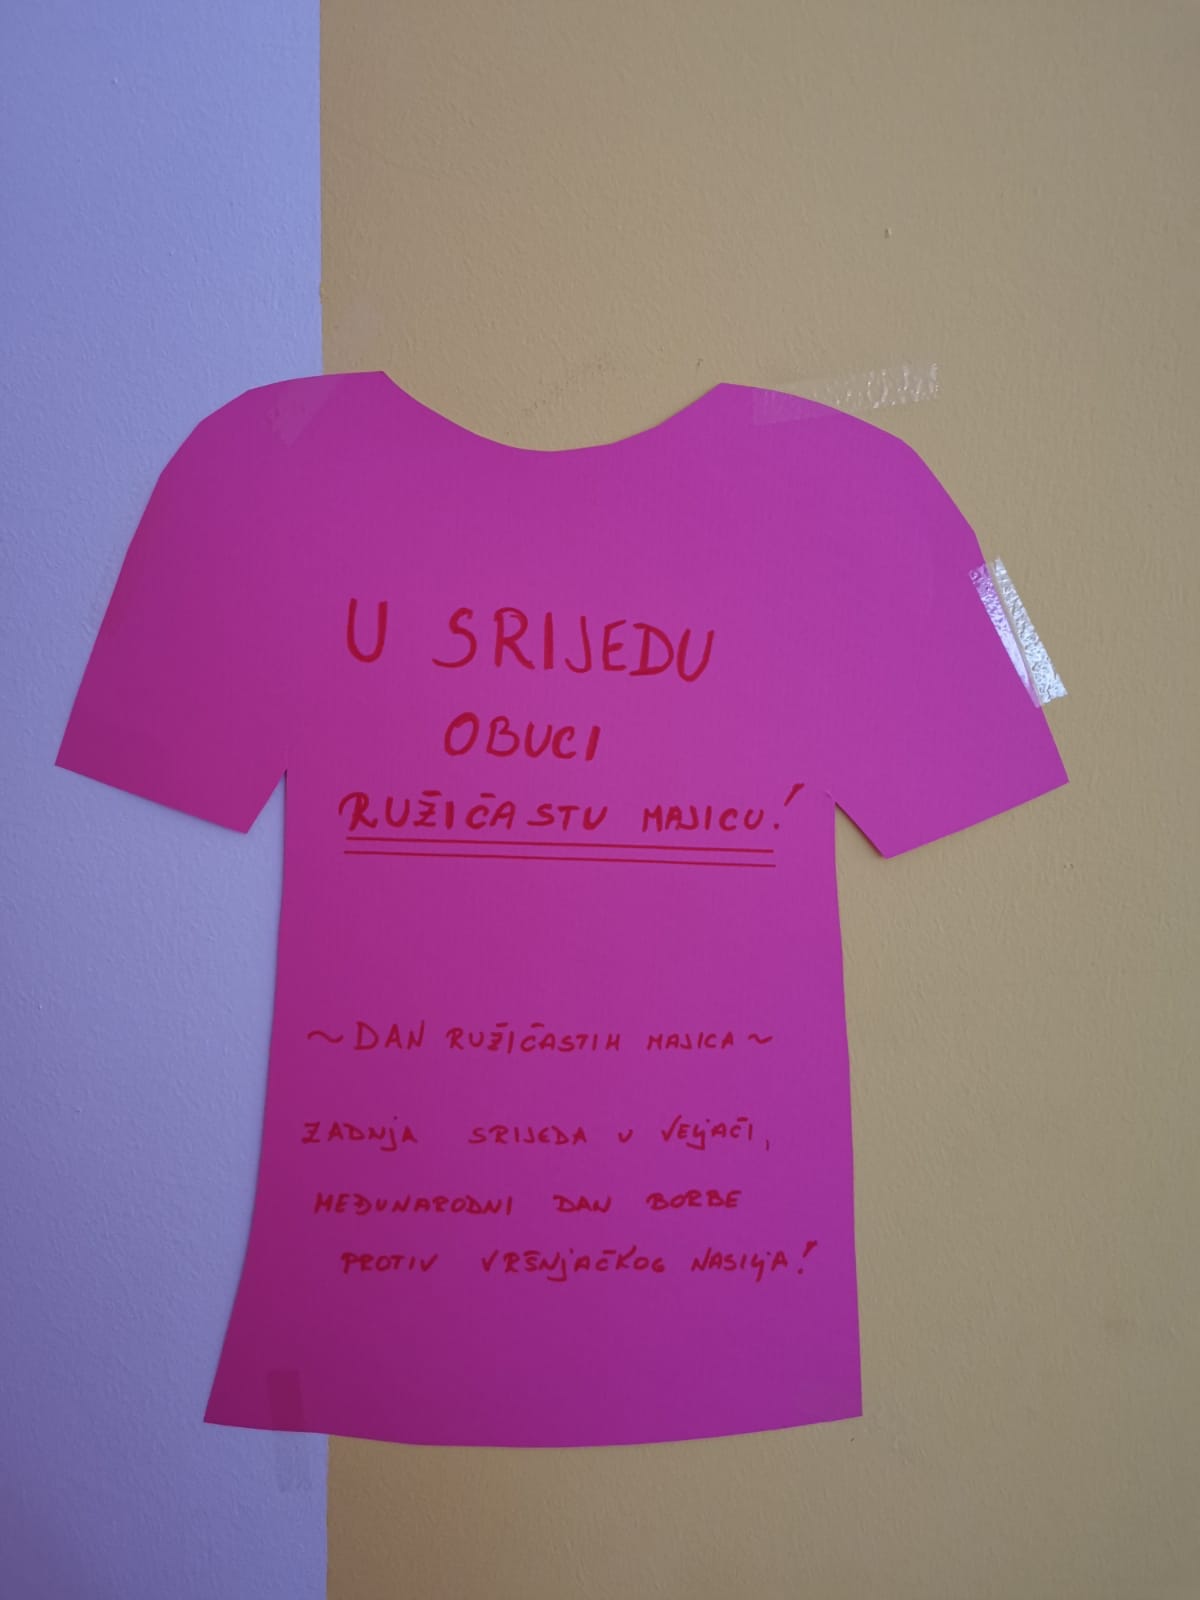 U SRIJEDU
OBUCI
RUŽIČASTU MAJICU!
~DAN RUŽIČASTIH MAJICA~
ZADNJA SRIJEDA U VELJAČI,
MEĐUNARODNI DAN BORBE
PROTIV VRŠNJAČKOG NASILJA!